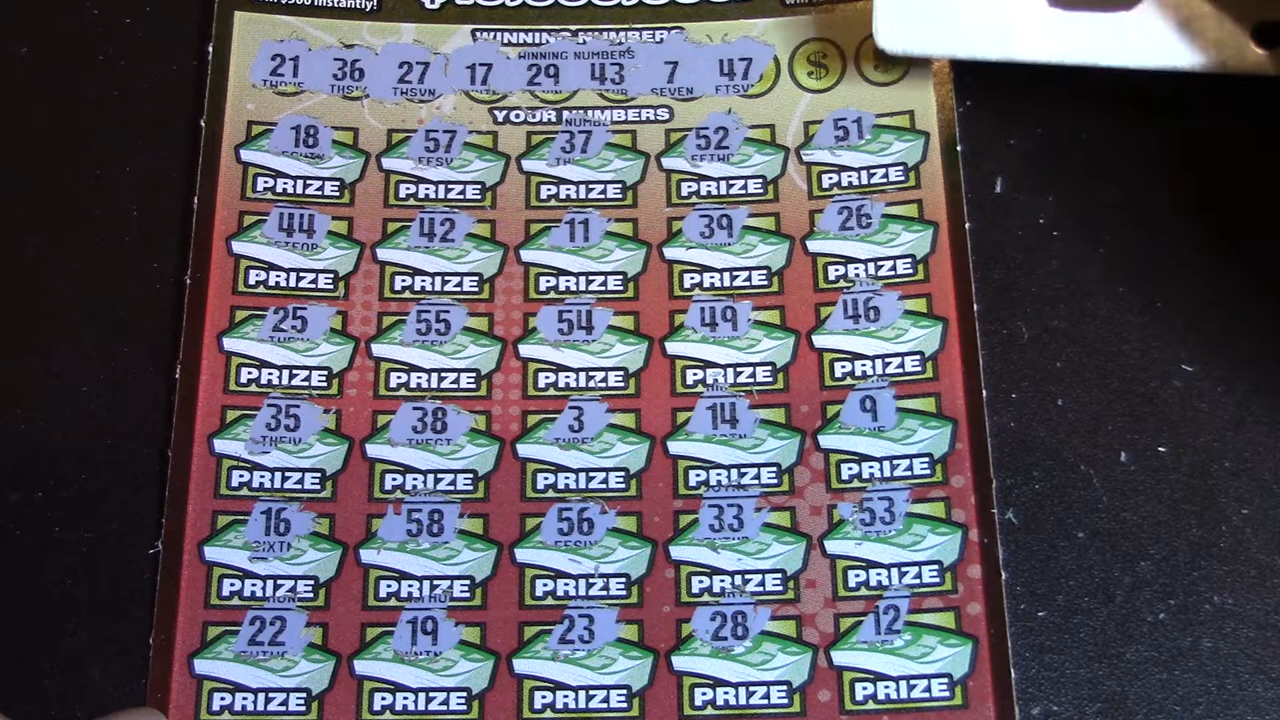 instantly!
WINNING NUMBERS
WINNING NUMBERS
21 36 27 17 29 43 7 47
SEVEN
YOUR NUMBERS
18 57 37 52 51
PRIZE PRIZE PRIZE PRIZE PRIZE
44 42 11 39 26
PRIZE PRIZE PRIZE PRIZE PRIZE
25 55 54 49 46
PRIZE PRIZE PRIZE PRIZE PRIZE
35 38 3 14 9
PRIZE PRIZE PRIZE PRIZE PRIZE
16 58 56 33 53
PRIZE PRIZE PRIZE PRIZE PRIZE
22 19 23 28 12
PRIZE PRIZE PRIZE PRIZE PRIZE